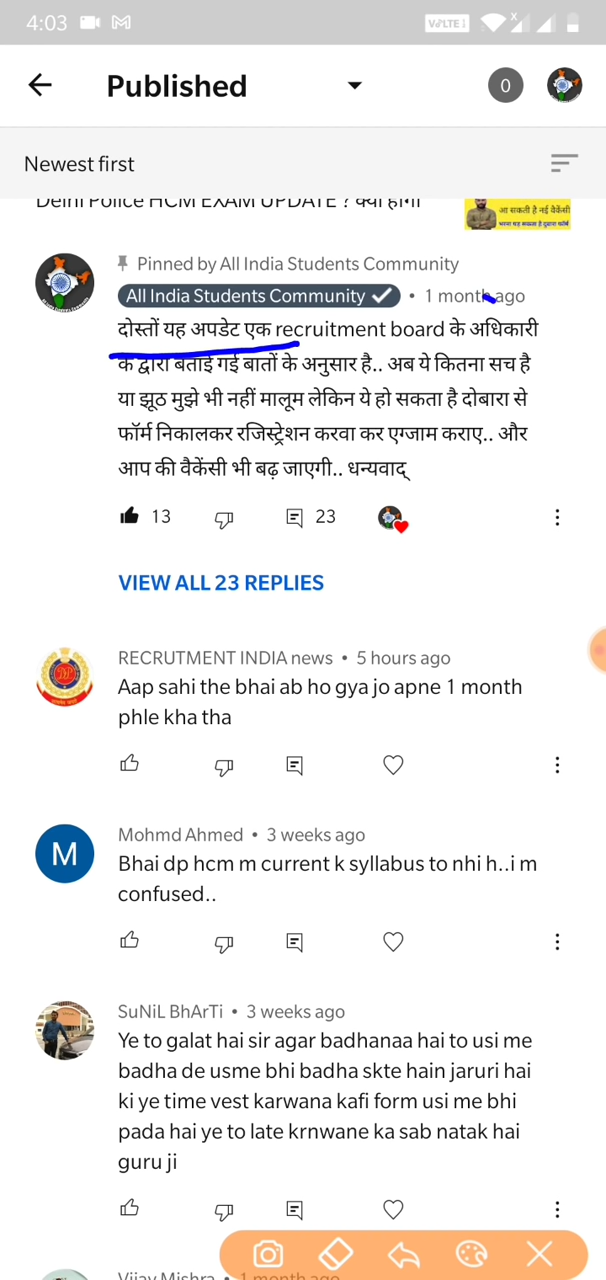 4:03
VoLTE
Published
0
Newest first
Delhi Police HCM EXAM UPDATE ? क्या होगा
आ सकती है नई वैकेंसी
Pinned by All India Students Community
All India Students Community • 1 month ago
दोस्तों यह अपडेट एक recruitment board के अधिकारी
के द्वारा बताई गई बातों के अनुसार है.. अब ये कितना सच है
या झूठ मुझे भी नहीं मालूम लेकिन ये हो सकता है दोबारा से
फॉर्म निकालकर रजिस्ट्रेशन करवा कर एग्जाम कराए.. और
आप की वैकेंसी भी बढ़ जाएगी.. धन्यवाद्
13 23
VIEW ALL 23 REPLIES
RECRUTMENT INDIA news • 5 hours ago
Aap sahi the bhai ab ho gya jo apne 1 month
phle kha tha
M
Mohmd Ahmed • 3 weeks ago
Bhai dp hcm m current k syllabus to nhi h..i m
confused..
SuNiL BhArTi • 3 weeks ago
Ye to galat hai sir agar badhanaa hai to usi me
badha de usme bhi badha skte hain jaruri hai
ki ye time vest karwana kafi form usi me bhi
pada hai ye to late krnwane ka sab natak hai
guru ji
Vijay Mishra • 1 month ago